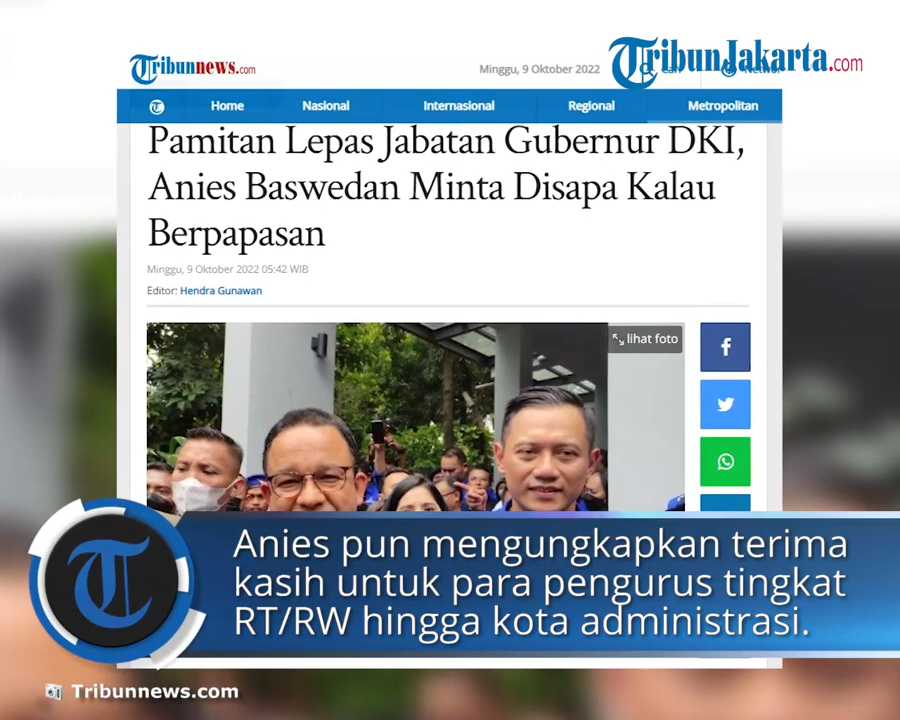 Tribunnews.com
Minggu, 9 Oktober 2022
TribunJakarta.com
Home Nasional Internasional Regional Metropolitan
Pamitan Lepas Jabatan Gubernur DKI,
Anies Baswedan Minta Disapa Kalau
Berpapasan
Minggu, 9 Oktober 2022 05:42 WIB
Editor: Hendra Gunawan
lihat foto
Anies pun mengungkapkan terima
kasih untuk para pengurus tingkat
RT/RW hingga kota administrasi.
Tribunnews.com